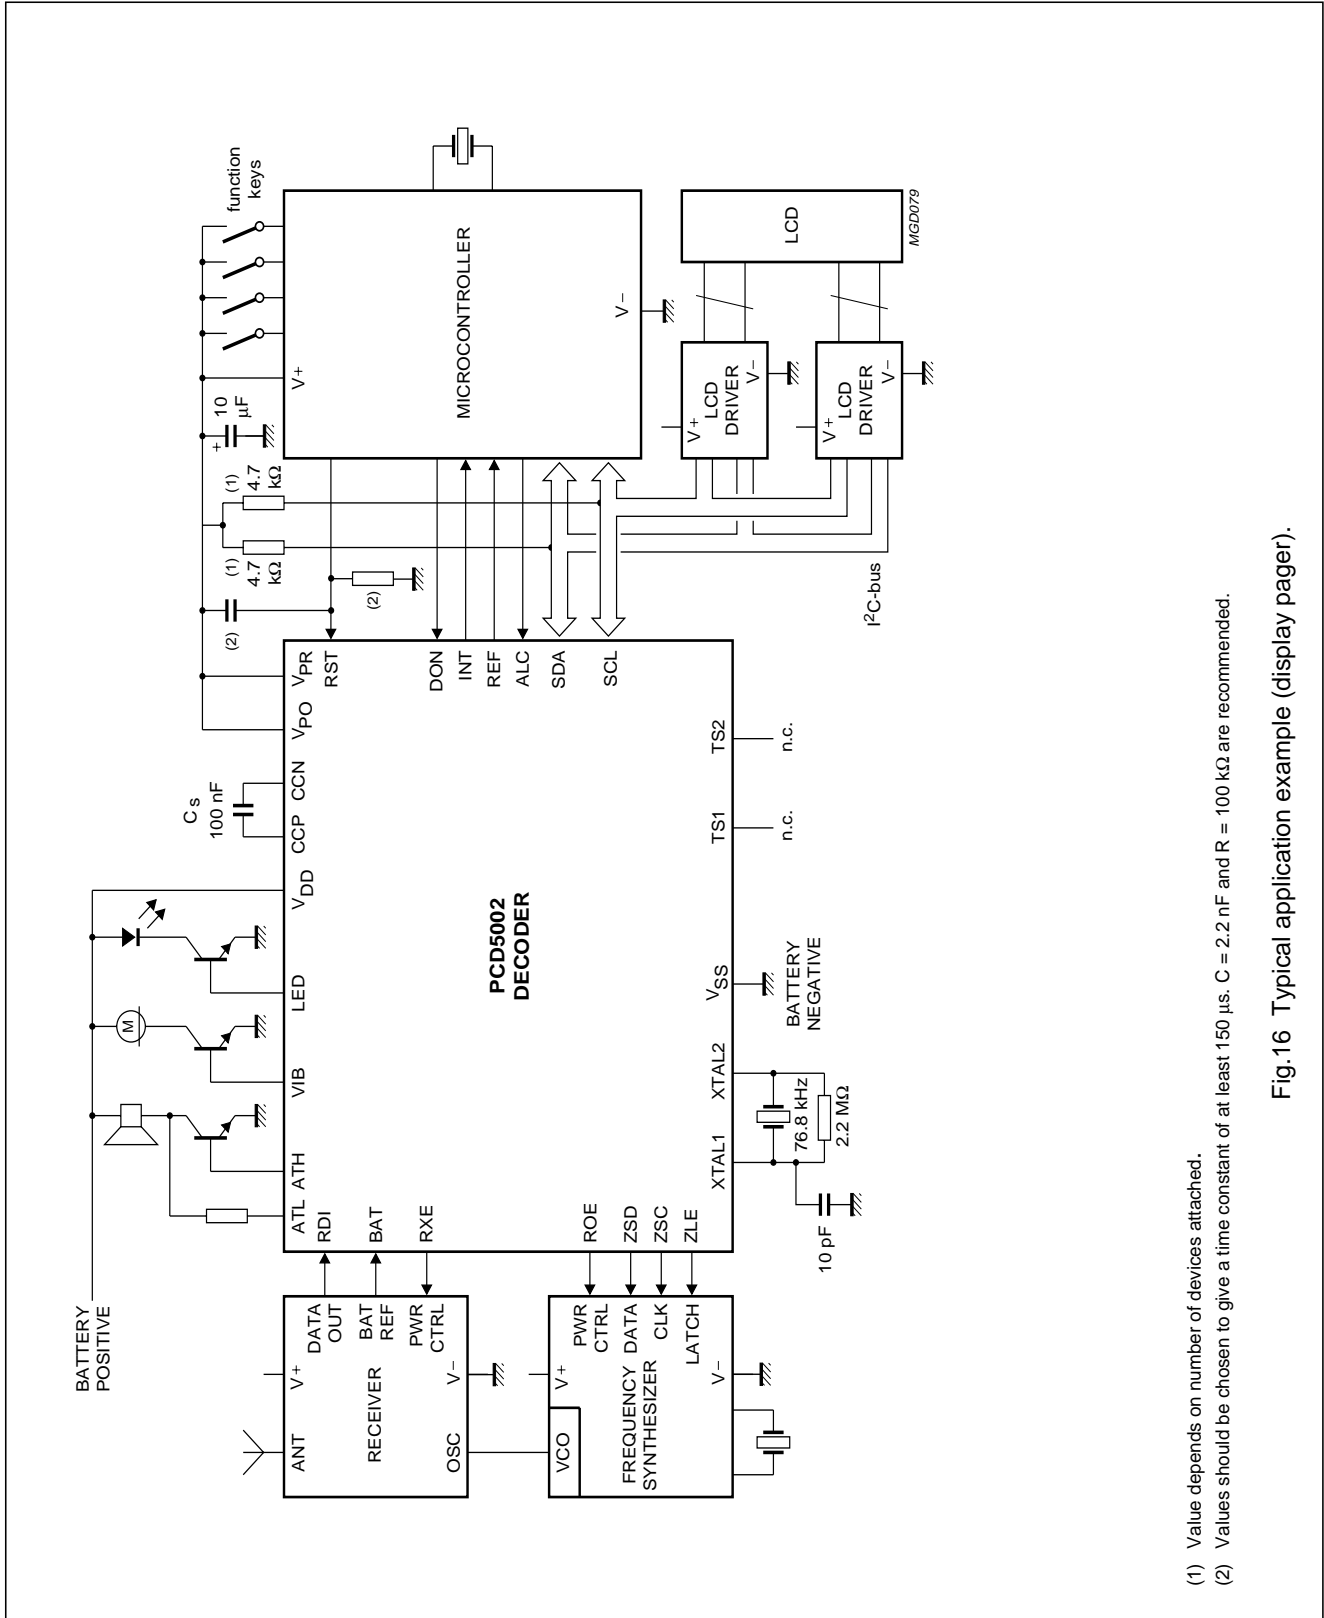 BATTERY
POSITIVE
ANT
V+
RECEIVER
OSC
V−
DATA
OUT
BAT
REF
PWR
CTRL
VCO
V+
FREQUENCY
SYNTHESIZER
V−
PWR
CTRL
DATA
CLK
LATCH
ATL
ATH
VIB
LED
VDD
CCP
CCN
VPO
VPR
M
Cs
100 nF
RDI
BAT
RXE
ROE
ZSD
ZSC
ZLE
PCD5002
DECODER
RST
DON
INT
REF
ALC
SDA
SCL
XTAL1
XTAL2
VSS
TS1
TS2
10 pF
76.8 kHz
2.2 MΩ
BATTERY
NEGATIVE
n.c.
n.c.
(2)
(1)
4.7
kΩ
(1)
4.7
kΩ
(2)
+
10
µF
function
keys
V+
MICROCONTROLLER
V−
V+
LCD
DRIVER
V−
V+
LCD
DRIVER
V−
LCD
I2C-bus
MGD079
(1) Value depends on number of devices attached.
(2) Values should be chosen to give a time constant of at least 150 µs. C = 2.2 nF and R = 100 kΩ are recommended.
Fig.16 Typical application example (display pager).